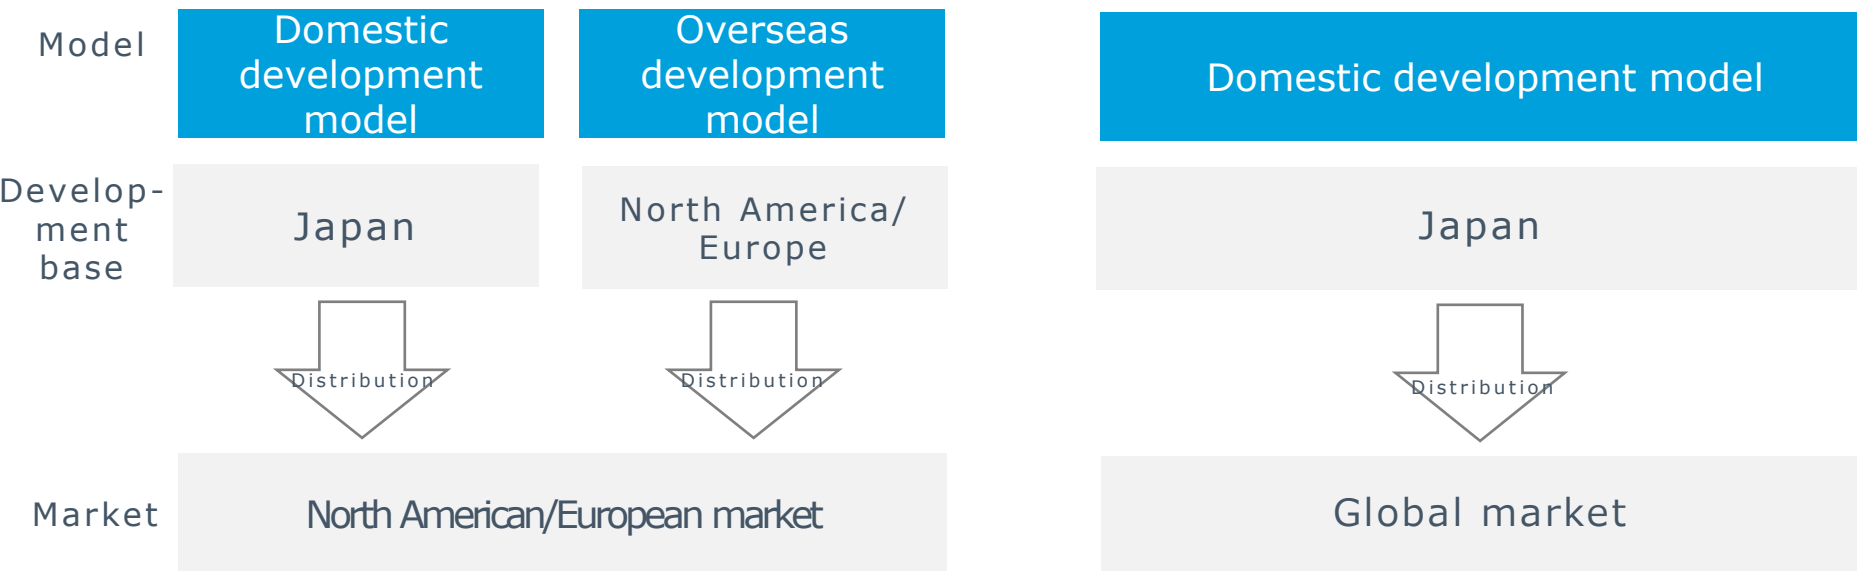 Model
Domestic
development
model
Overseas
development
model
Domestic development model
Develop-
ment
base
Japan
North America/
Europe
Japan
Distribution
Distribution
Distribution
Market
North American/European market
Global market